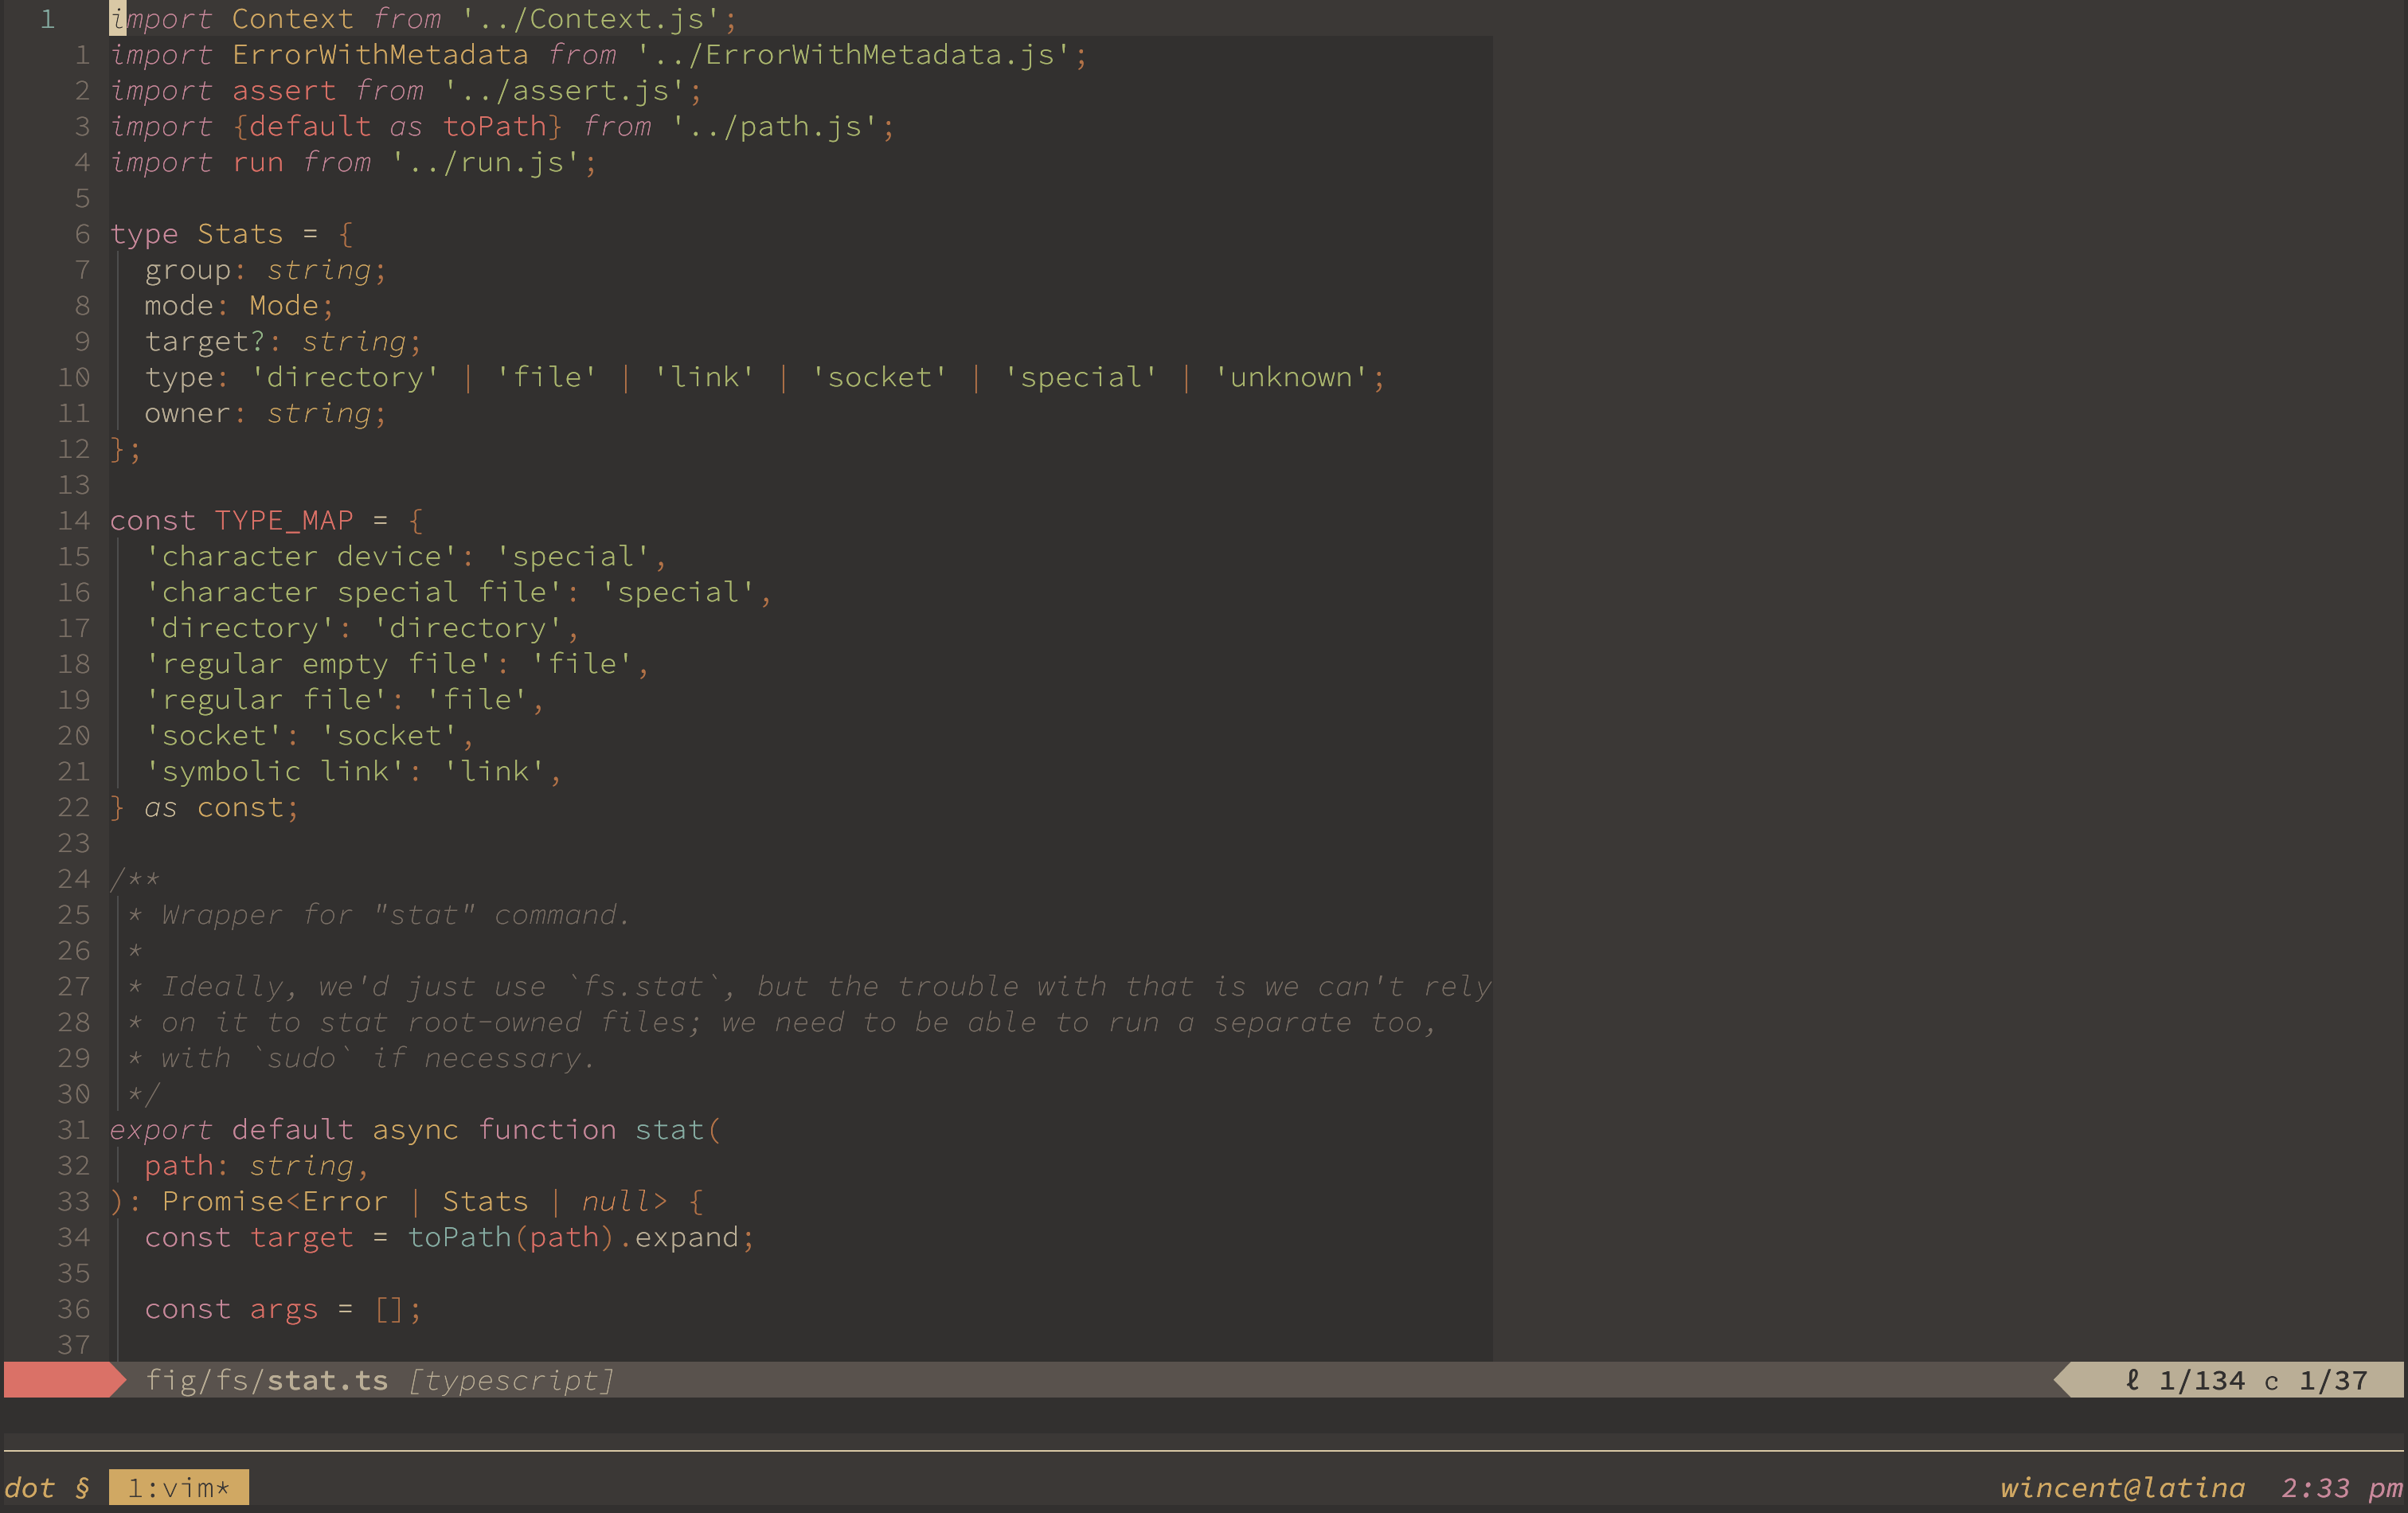 1 import Context from '../Context.js';
1 import ErrorWithMetadata from '../ErrorWithMetadata.js';
2 import assert from '../assert.js';
3 import {default as toPath} from '../path.js';
4 import run from '../run.js';
5
6 type Stats = {
7 group: string;
8 mode: Mode;
9 target?: string;
10 type: 'directory' | 'file' | 'link' | 'socket' | 'special' | 'unknown';
11 owner: string;
12 };
13
14 const TYPE_MAP = {
15 'character device': 'special',
16 'character special file': 'special',
17 'directory': 'directory',
18 'regular empty file': 'file',
19 'regular file': 'file',
20 'socket': 'socket',
21 'symbolic link': 'link',
22 } as const;
23
24 /**
25 * Wrapper for "stat" command.
26 *
27 * Ideally, we'd just use `fs.stat`, but the trouble with that is we can't rely
28 * on it to stat root-owned files; we need to be able to run a separate too,
29 * with `sudo` if necessary.
30 */
31 export default async function stat(
32 path: string,
33 ): Promise<Error | Stats | null> {
34 const target = toPath(path).expand;
35
36 const args = [];
37
fig/fs/stat.ts [typescript] ℓ 1/134 c 1/37
dot § 1:vim* wincent@latina 2:33 pm